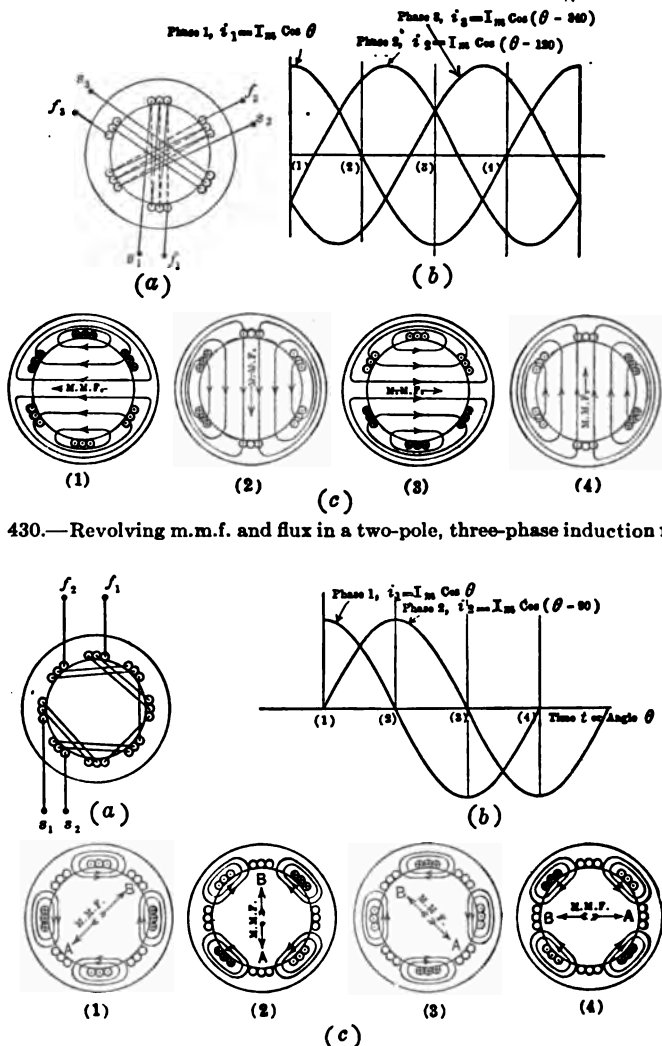 Phase 3, i₃=Iₘ Cos (θ - 240)
Phase 1, i₁=Iₘ Cos θ
Phase 2, i₂=Iₘ Cos (θ - 120)
s₃
f₃
f₂
s₂
s₁
f₁
(a)
(1)
(2)
(3)
(4)
(b)
M.M.F.
M.M.F.
M.M.F.
M.M.F.
(1)
(2)
(3)
(4)
(c)
430.—Revolving m.m.f. and flux in a two-pole, three-phase induction
f₂
f₁
s₁
s₂
(a)
Phase 1, i₁=Iₘ Cos θ
Phase 2, i₂=Iₘ Cos (θ - 90)
(1)
(2)
(3)
(4)
Time t or Angle θ
(b)
B
M.M.F.
A
B
M.M.F.
A
B
M.M.F.
A
M.M.F.
B
A
(1)
(2)
(3)
(4)
(c)